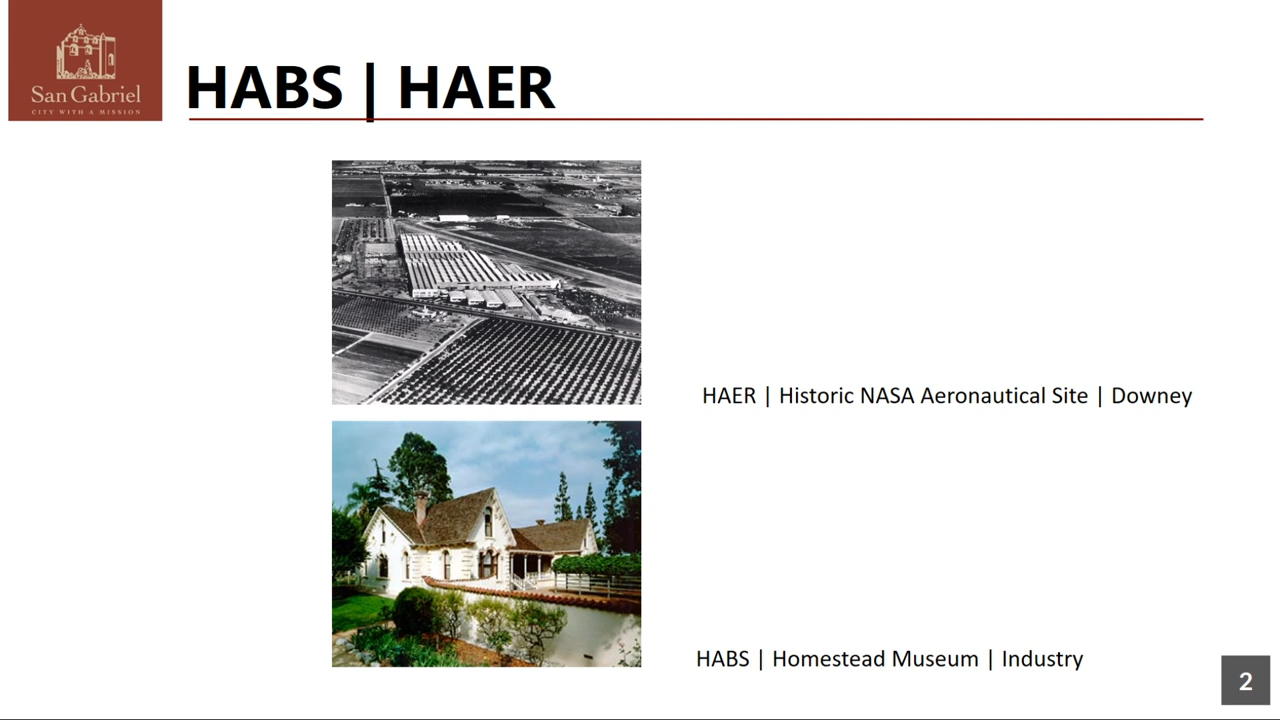 San Gabriel
CITY WITH A MISSION
HABS | HAER
HAER | Historic NASA Aeronautical Site | Downey
HABS | Homestead Museum | Industry
2